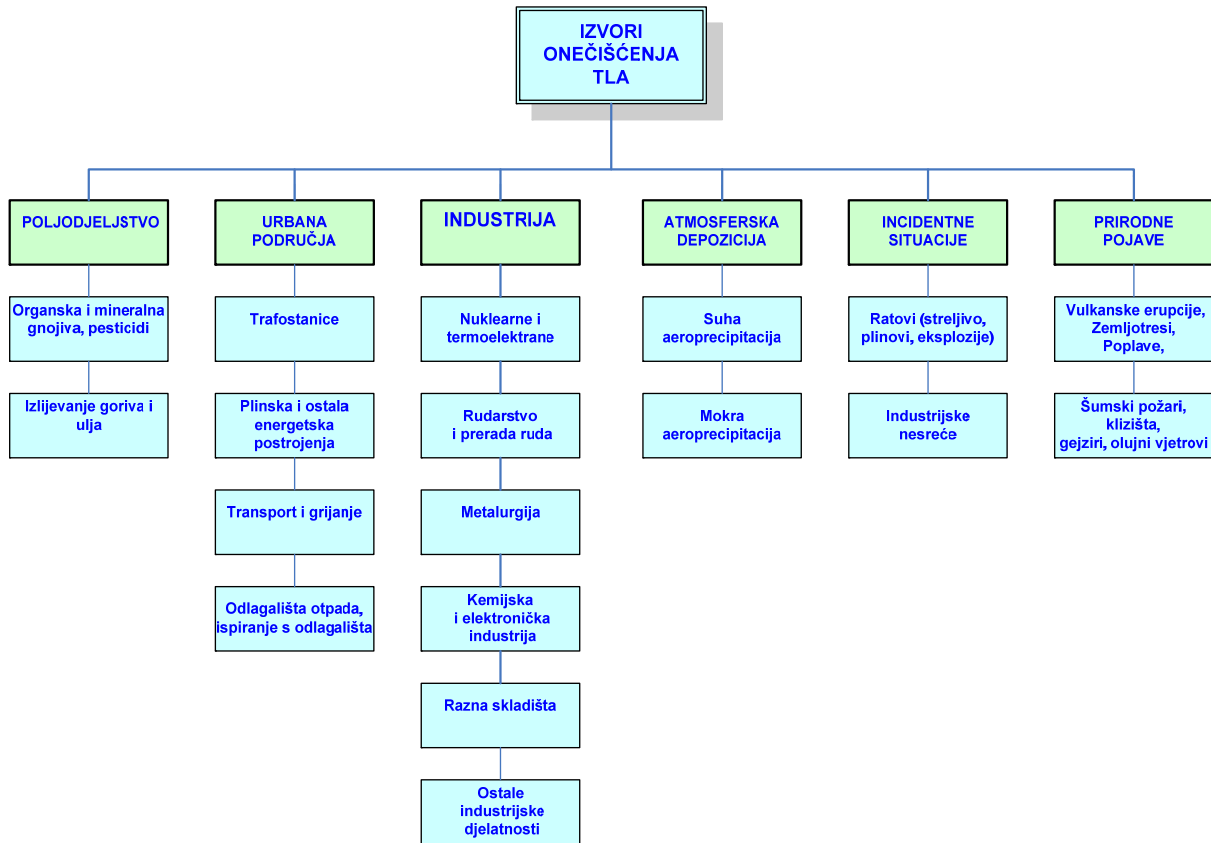 IZVORI
ONEČIŠĆENJA
TLA
POLJODJELJSTVO
Organska i mineralna
gnojiva, pesticidi
Izlijevanje goriva i
ulja
URBANA
PODRUČJA
Trafostanice
Plinska i ostala
energetska
postrojenja
Transport i grijanje
Odlagališta otpada,
ispiranje s odlagališta
INDUSTRIJA
Nuklearne i
termoelektrane
Rudarstvo
i prerada ruda
Metalurgija
Kemijska
i elektronička
industrija
Razna skladišta
Ostale
industrijske
djelatnosti
ATMOSFERSKA
DEPOZICIJA
Suha
aeroprecipitacija
Mokra
aeroprecipitacija
INCIDENTNE
SITUACIJE
Ratovi (streljivo,
plinovi, eksplozije)
Industrijske
nesreće
PRIRODNE
POJAVE
Vulkanske erupcije,
Zemljotresi,
Poplave,
Šumski požari,
klizišta,
gejziri, olujni vjetrovi